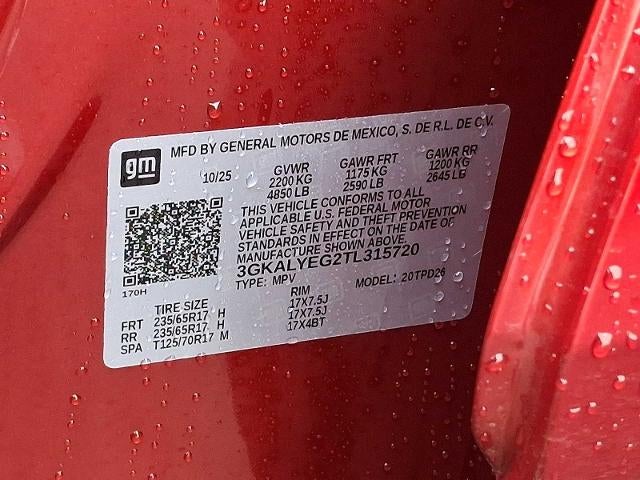 gm MFD BY GENERAL MOTORS DE MEXICO, S. DE R.L. DE C.V.
10/25 GVWR GAWR FRT GAWR RR
2200 KG 1175 KG 1200 KG
4850 LB 2590 LB 2645 LB
THIS VEHICLE CONFORMS TO ALL
APPLICABLE U.S. FEDERAL MOTOR
VEHICLE SAFETY AND THEFT PREVENTION
STANDARDS IN EFFECT ON THE DATE OF
MANUFACTURE SHOWN ABOVE.
3GKALYEG2TL315720
170H
TYPE: MPV MODEL: 20TPD26
TIRE SIZE RIM
FRT 235/65R17 H 17X7.5J
RR 235/65R17 H 17X7.5J
SPA T125/70R17 M 17X4BT